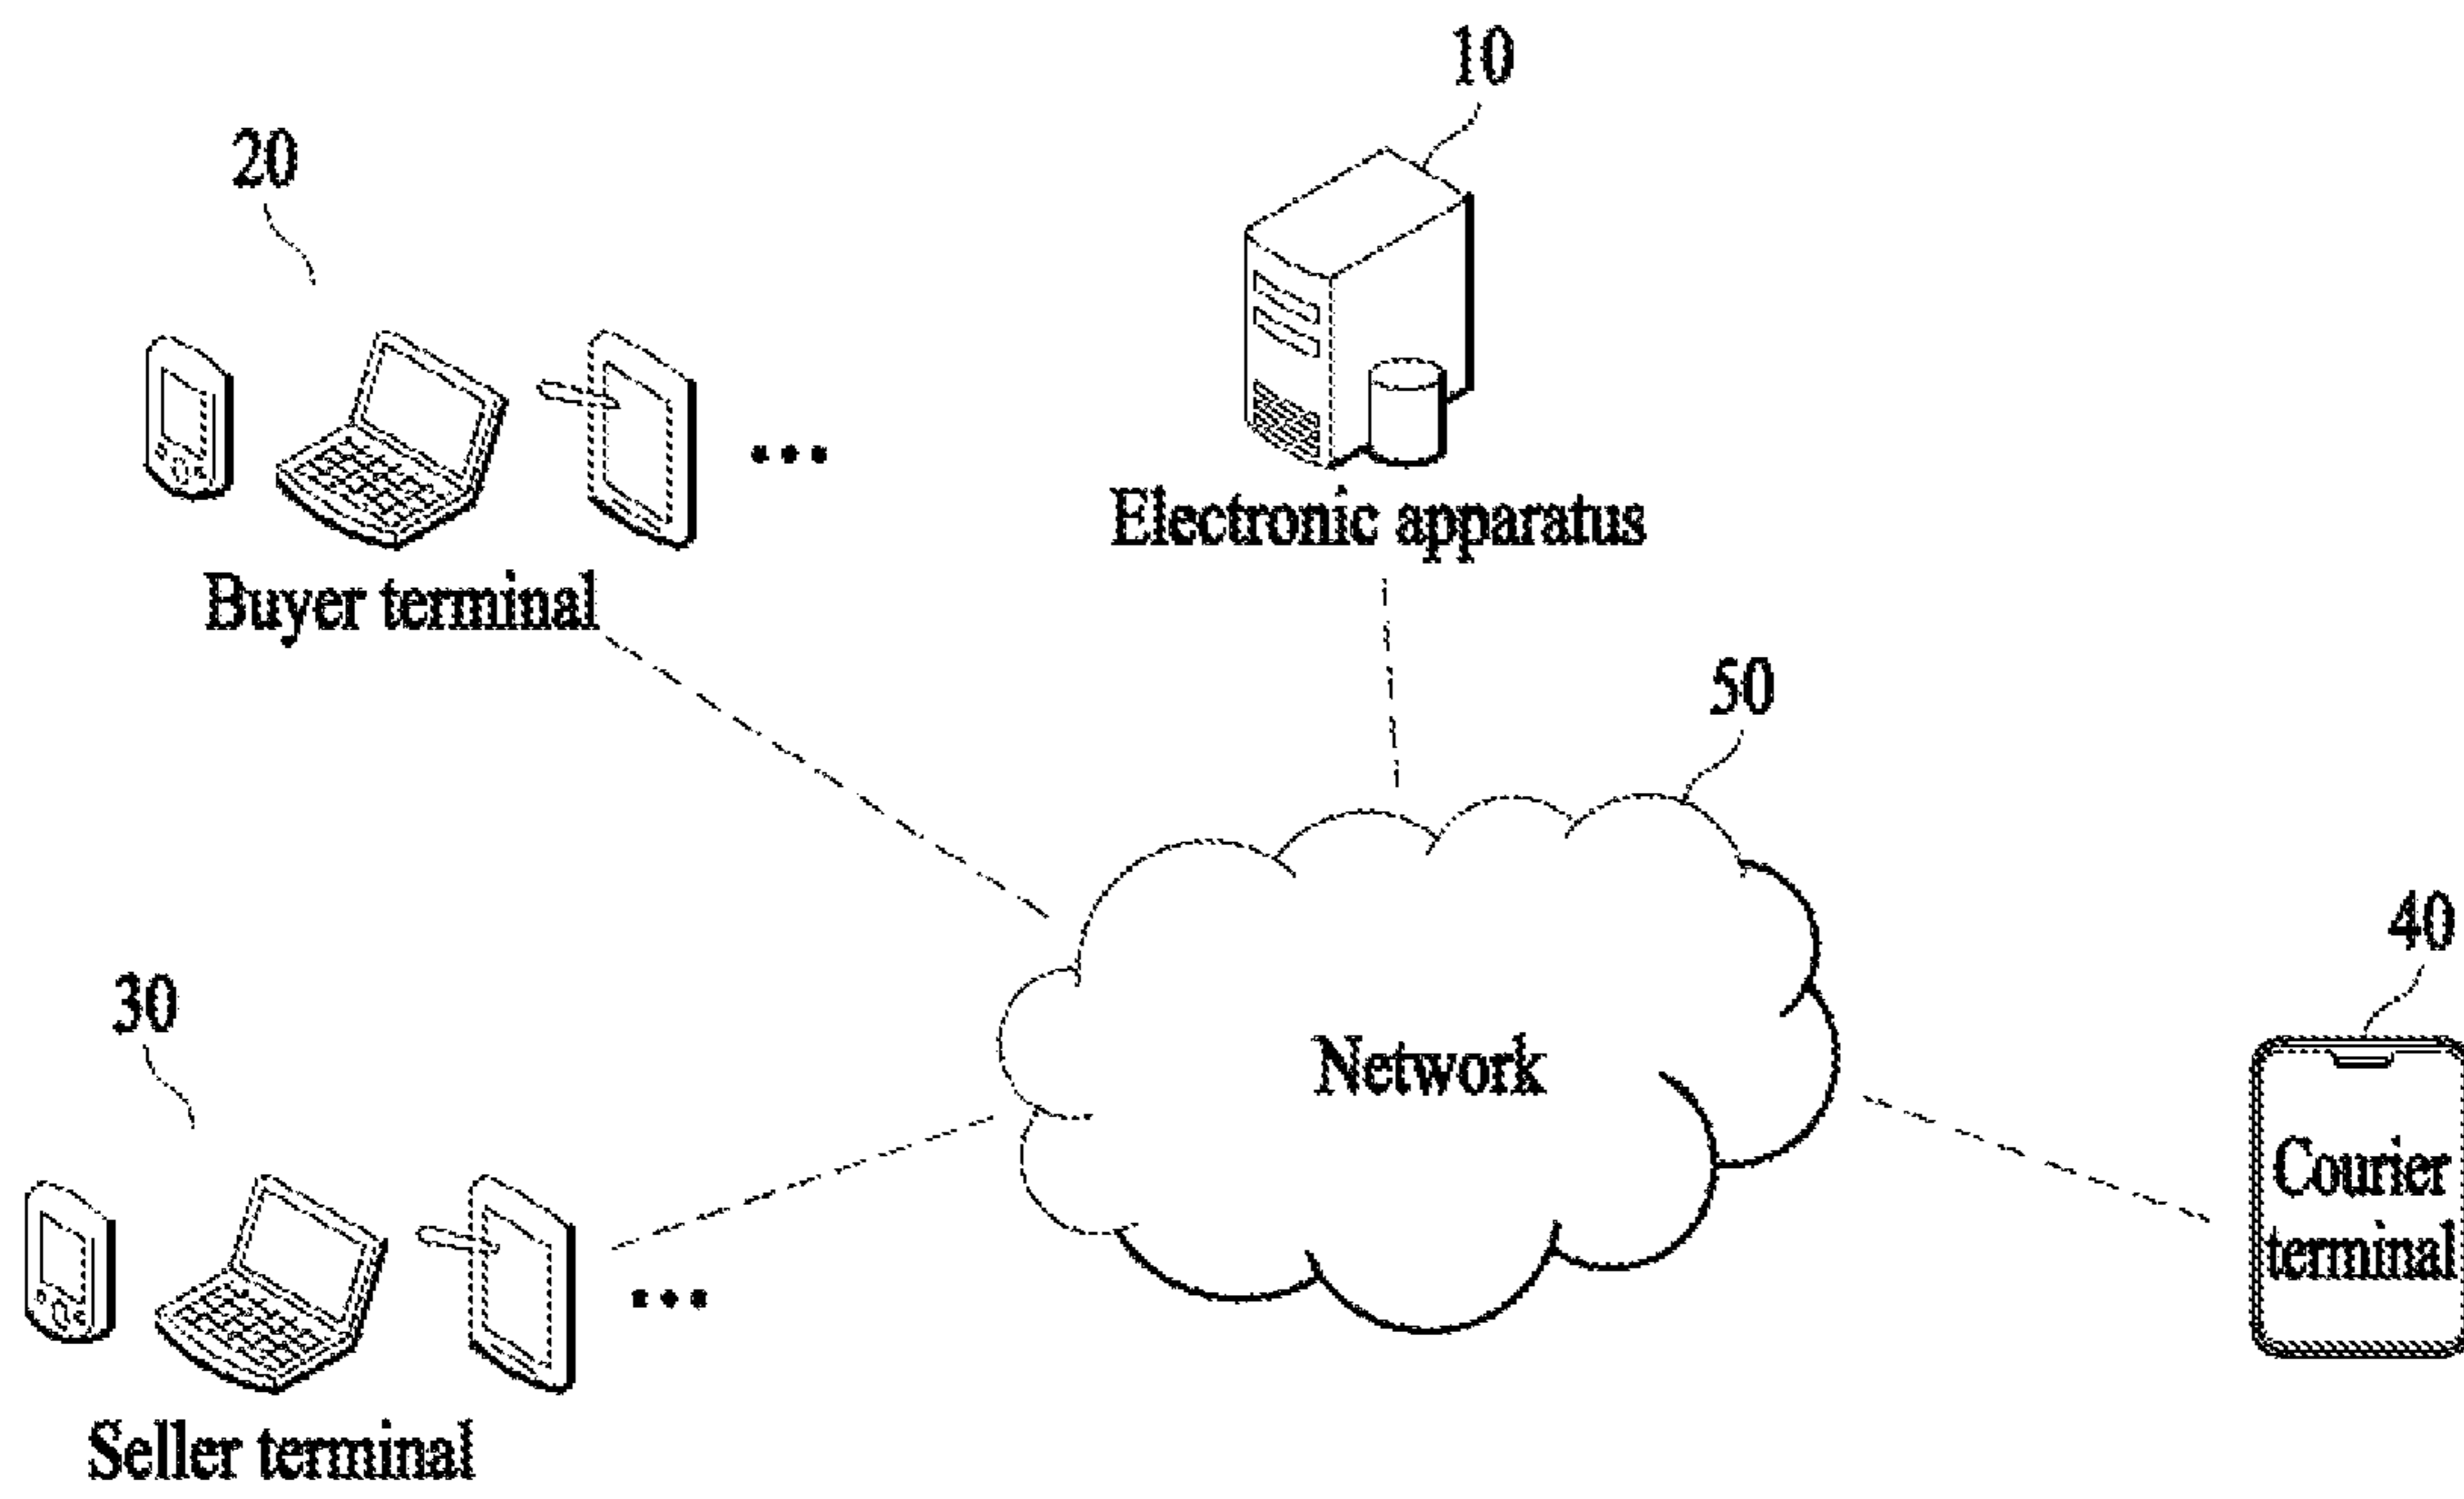 10
20
Electronic apparatus
Buyer terminal
50
40
30
Network
Courier
terminal
Seller terminal